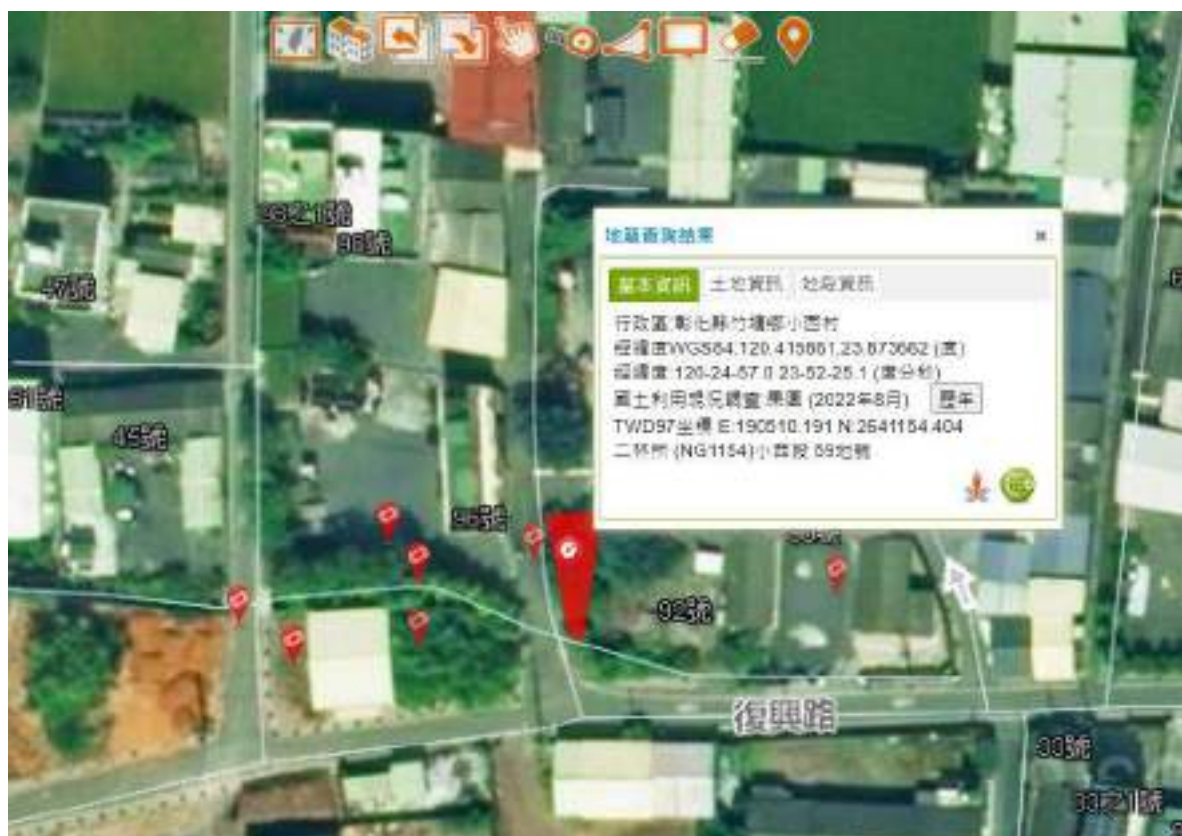 98之1號
98號
47號
地籍查詢結果
基本資訊 土地資訊 地段資訊
行政區:彰化縣竹塘鄉小西村
經緯度WGS84:120.415861,23.873662 (度)
經緯度:120-24-57.0 23-52-25.1 (度分秒)
國土利用現況調查:果園 (2022年8月) 歷年
TWD97坐標 E:190510.191 N:2641154.404
二林所 (NG1154)小西段 59地號
51號
45號
96號
92號
復興路
33號
33之1號